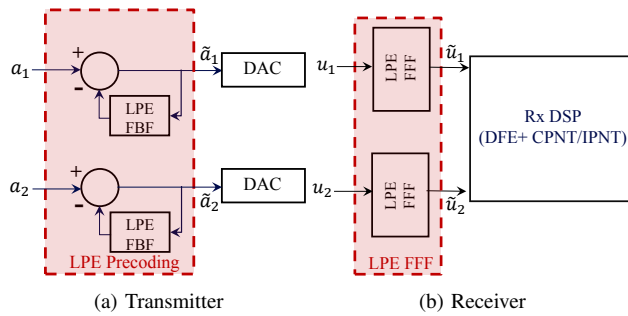 a₁
+
-
ã₁
DAC
LPE
FBF
a₂
+
-
ã₂
DAC
LPE
FBF
LPE Precoding
(a) Transmitter
u₁
LPE
FFF
ũ₁
u₂
LPE
FFF
ũ₂
Rx DSP
(DFE+ CPNT/IPNT)
LPE FFF
(b) Receiver